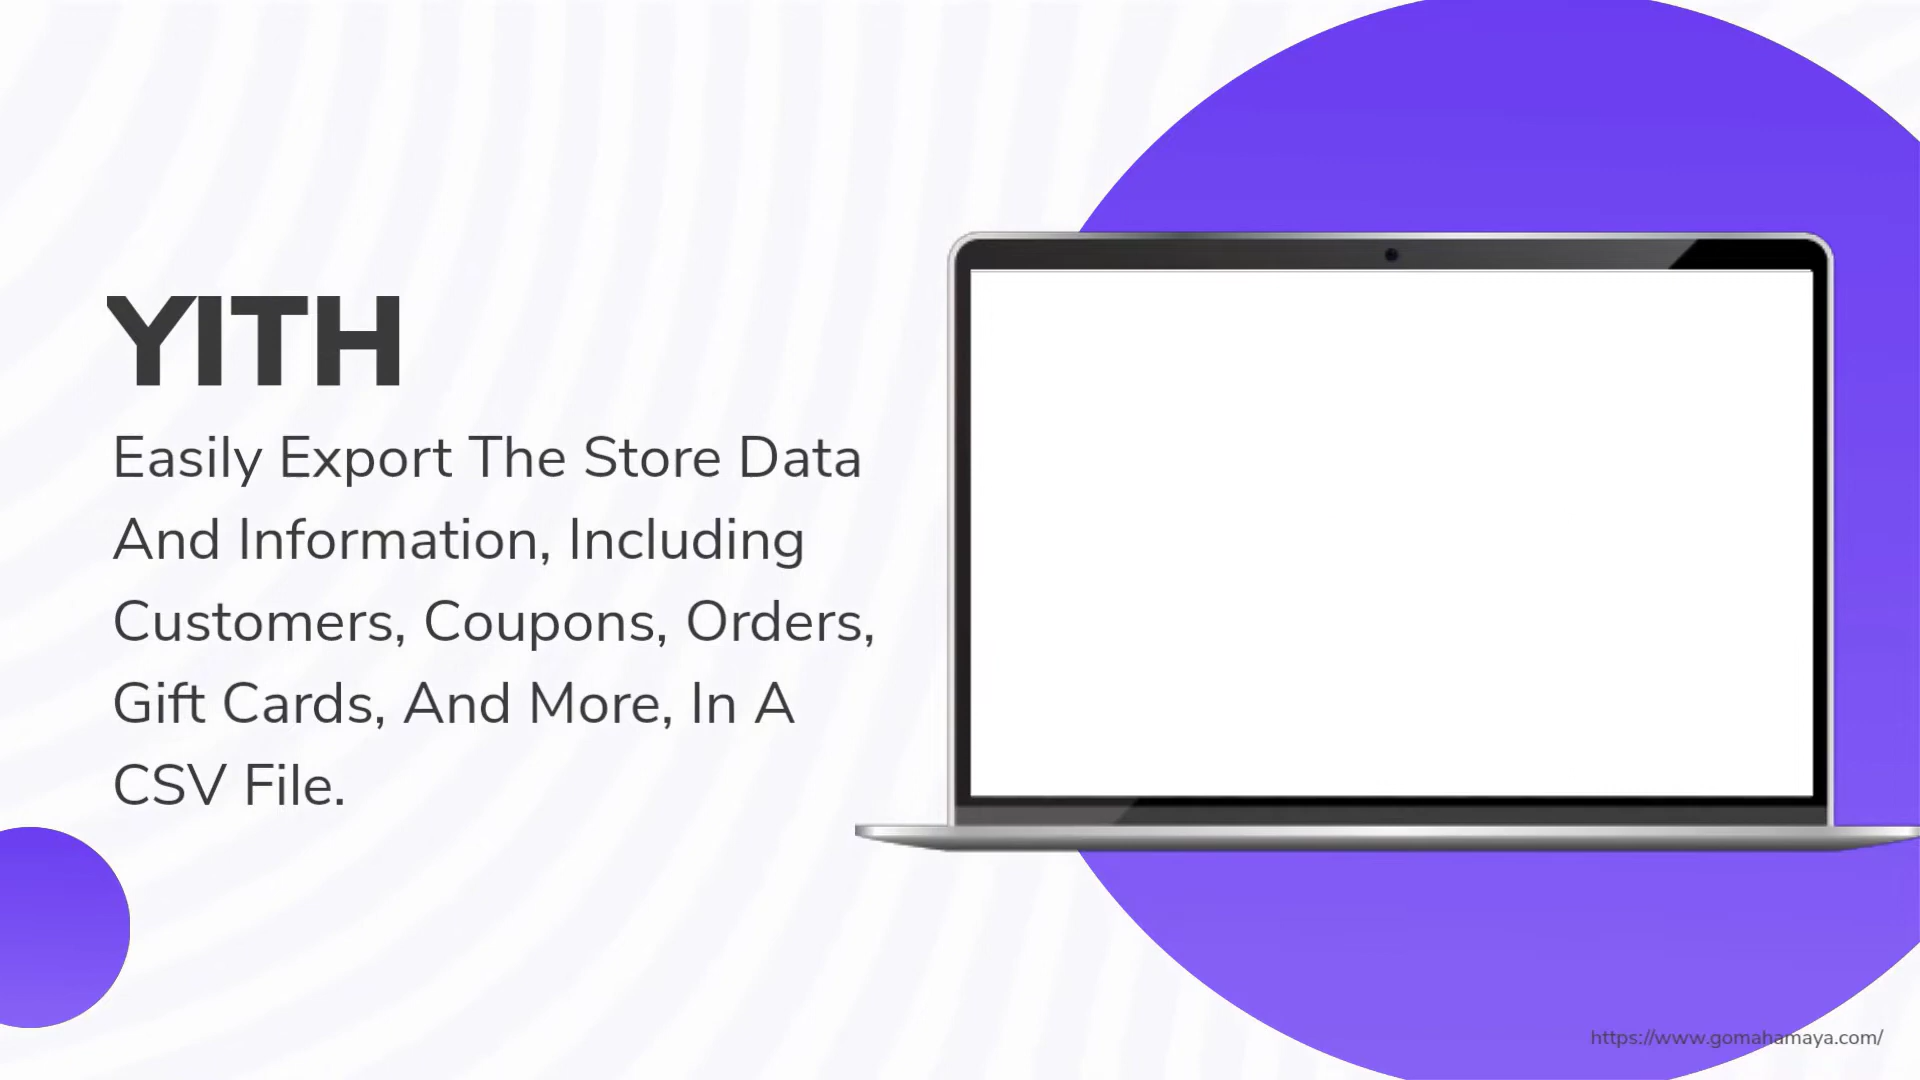 YITH
Easily Export The Store Data
And Information, Including
Customers, Coupons, Orders,
Gift Cards, And More, In A
CSV File.
https://www.gomahamaya.com/